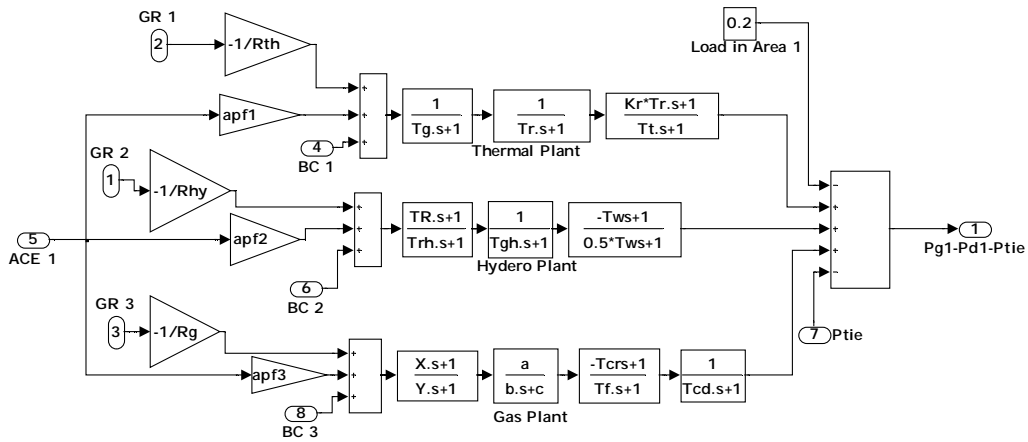 GR 1
2
-1/Rth
0.2
Load in Area 1
apf1
+
+
+
1
Tg.s+1
1
Tr.s+1
Kr*Tr.s+1
Tt.s+1
Thermal Plant
4
BC 1
GR 2
1
-1/Rhy
apf2
+
+
+
TR.s+1
Trh.s+1
1
Tgh.s+1
-Tws+1
0.5*Tws+1
Hydero Plant
5
ACE 1
6
BC 2
-
+
+
+
-
1
Pg1-Pd1-Ptie
7
Ptie
GR 3
3
-1/Rg
apf3
+
+
+
X.s+1
Y.s+1
a
b.s+c
-Tcrs+1
Tf.s+1
1
Tcd.s+1
Gas Plant
8
BC 3